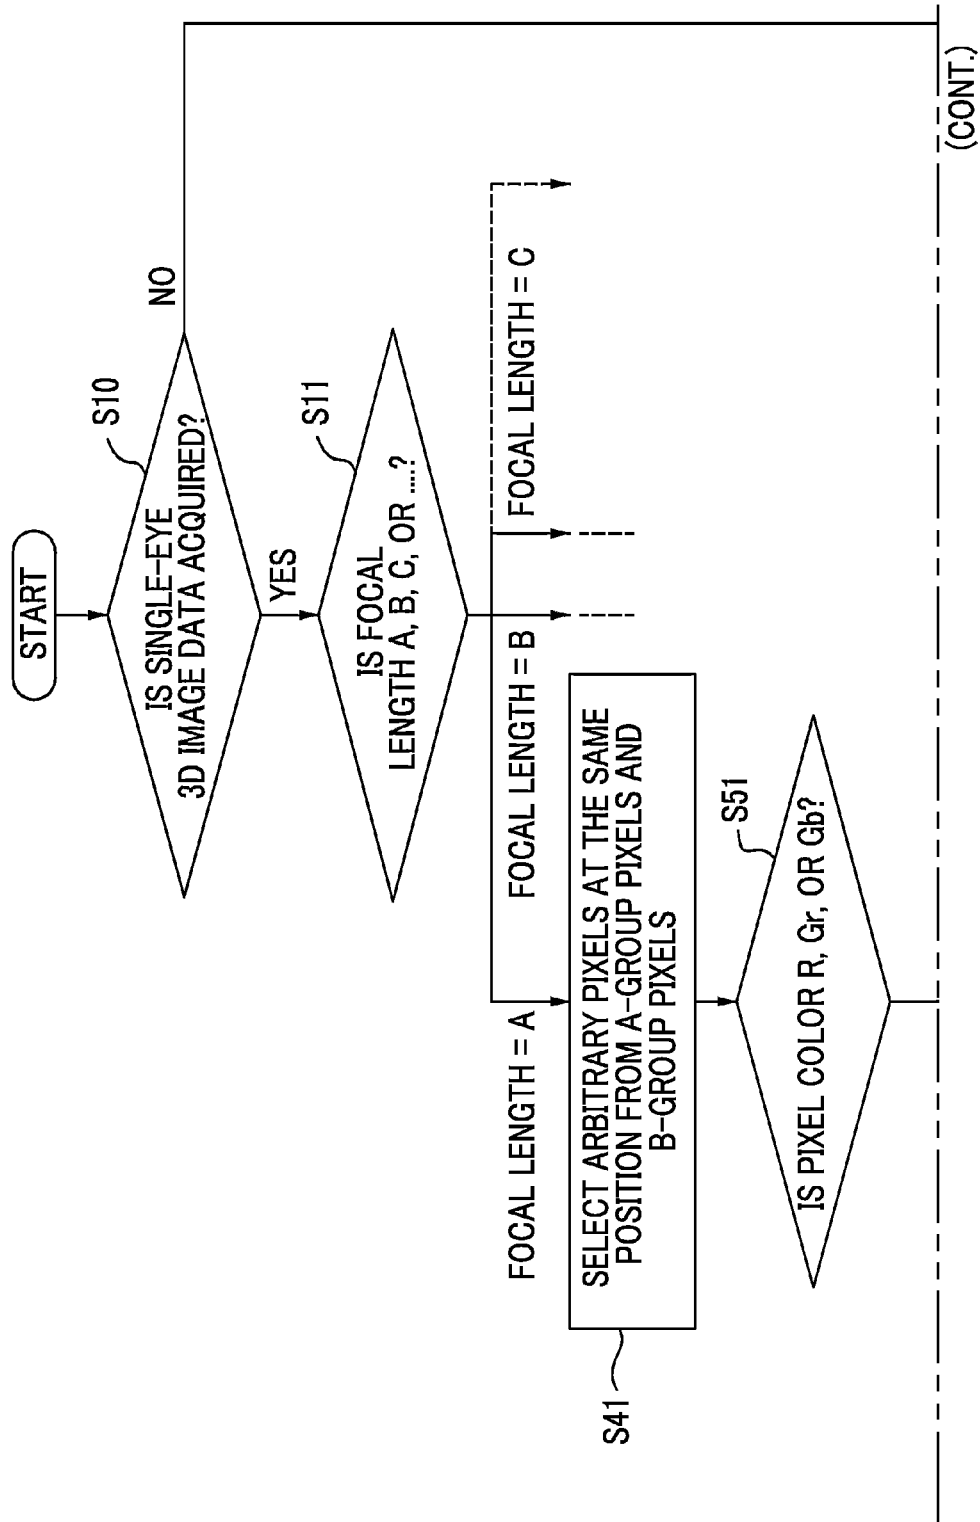 START
S10
IS SINGLE-EYE
3D IMAGE DATA ACQUIRED?
NO
YES
S11
IS FOCAL
LENGTH A, B, C, OR ....?
FOCAL LENGTH = A
FOCAL LENGTH = B
FOCAL LENGTH = C
S41
SELECT ARBITRARY PIXELS AT THE SAME
POSITION FROM A-GROUP PIXELS AND
B-GROUP PIXELS
S51
IS PIXEL COLOR R, Gr, OR Gb?
(CONT.)